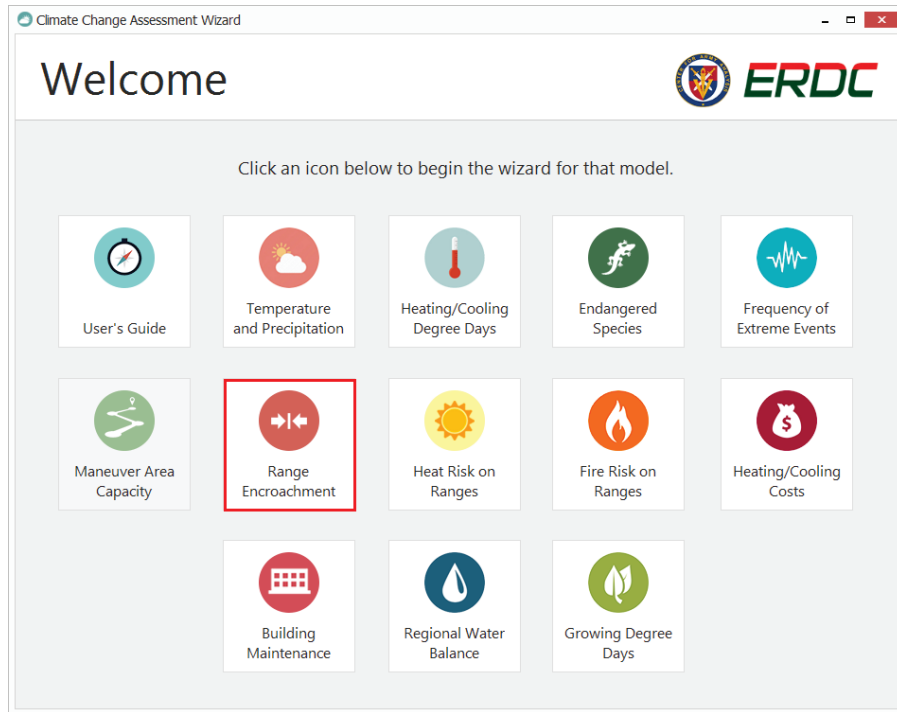 Climate Change Assessment Wizard
Welcome
ERDC
Click an icon below to begin the wizard for that model.
User's Guide
Temperature
and Precipitation
Heating/Cooling
Degree Days
Endangered
Species
Frequency of
Extreme Events
Maneuver Area
Capacity
Range
Encroachment
Heat Risk on
Ranges
Fire Risk on
Ranges
$
Heating/Cooling
Costs
Building
Maintenance
Regional Water
Balance
Growing Degree
Days